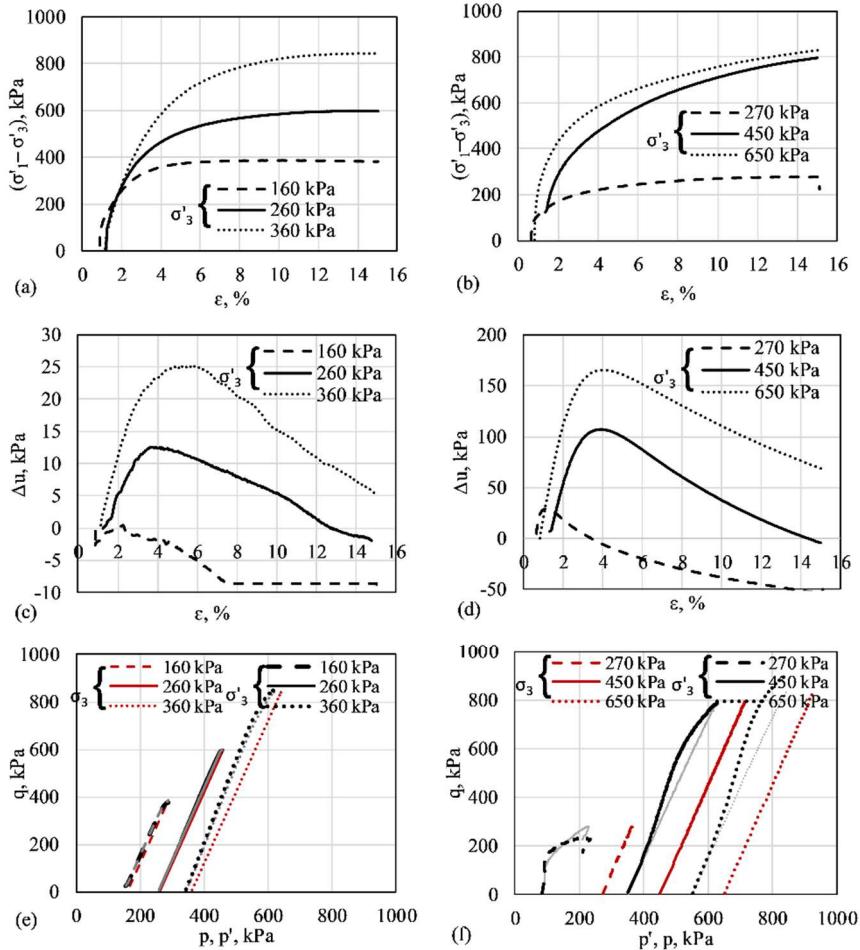 1000
800
600
400
200
0
(σ'₁−σ'₃), kPa
σ'₃ {
160 kPa
260 kPa
360 kPa
0 2 4 6 8 10 12 14 16
(a) ε, %
1000
800
600
400
200
0
(σ'₁−σ'₃), kPa
σ'₃ {
270 kPa
450 kPa
650 kPa
0 2 4 6 8 10 12 14 16
(b) ε, %
30
25
20
15
10
5
0
-5
-10
Δu, kPa
σ'₃ {
160 kPa
260 kPa
360 kPa
0 2 4 6 8 10 12 14 16
(c) ε, %
200
150
100
50
0
-50
Δu, kPa
σ'₃ {
270 kPa
450 kPa
650 kPa
0 2 4 6 8 10 12 14 16
(d) ε, %
1000
800
600
400
200
0
q, kPa
σ₃ {
160 kPa
260 kPa
360 kPa
σ'₃ {
160 kPa
260 kPa
360 kPa
0 200 400 600 800 1000
(e) p, p', kPa
1000
800
600
400
200
0
q, kPa
σ₃ {
270 kPa
450 kPa
650 kPa
σ'₃ {
270 kPa
450 kPa
650 kPa
0 200 400 600 800 1000
(f) p', p, kPa